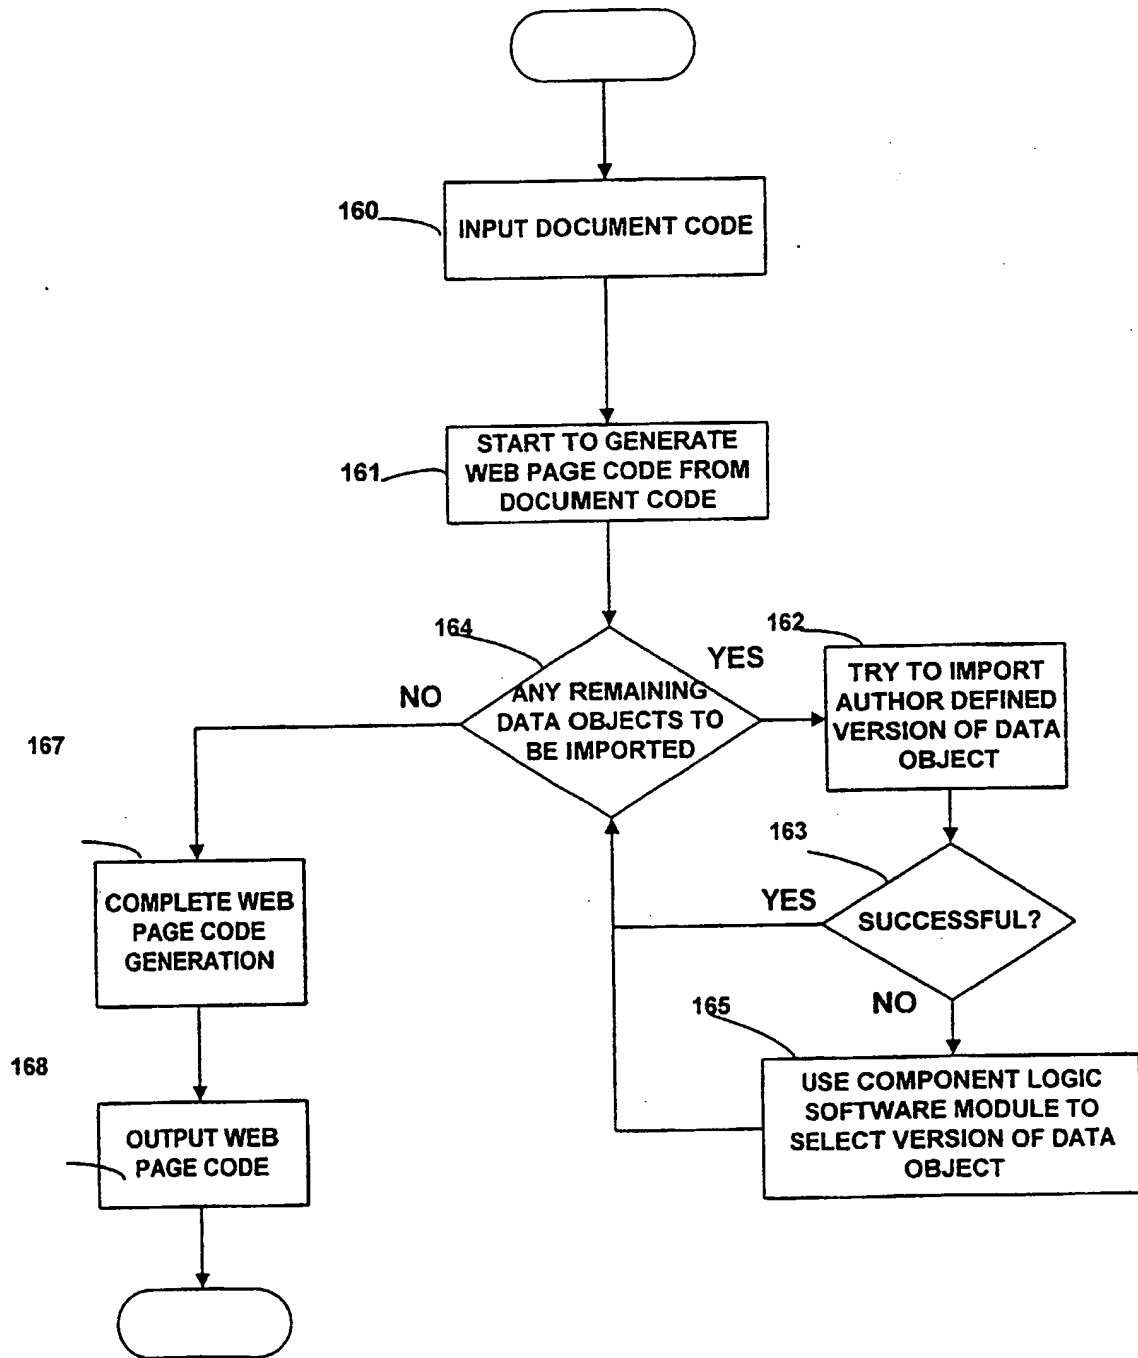 160
INPUT DOCUMENT CODE
161
START TO GENERATE
WEB PAGE CODE FROM
DOCUMENT CODE
164
162
YES
NO
ANY REMAINING
DATA OBJECTS TO
BE IMPORTED
TRY TO IMPORT
AUTHOR DEFINED
VERSION OF DATA
OBJECT
167
163
YES
SUCCESSFUL?
COMPLETE WEB
PAGE CODE
GENERATION
NO
165
168
USE COMPONENT LOGIC
SOFTWARE MODULE TO
SELECT VERSION OF DATA
OBJECT
OUTPUT WEB
PAGE CODE